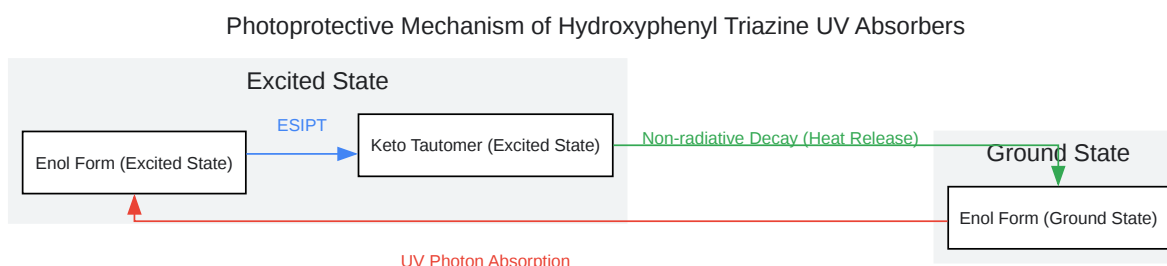 Photoprotective Mechanism of Hydroxyphenyl Triazine UV Absorbers
Excited State
ESIPT
Enol Form (Excited State)
Keto Tautomer (Excited State)
Non-radiative Decay (Heat Release)
Ground State
Enol Form (Ground State)
UV Photon Absorption